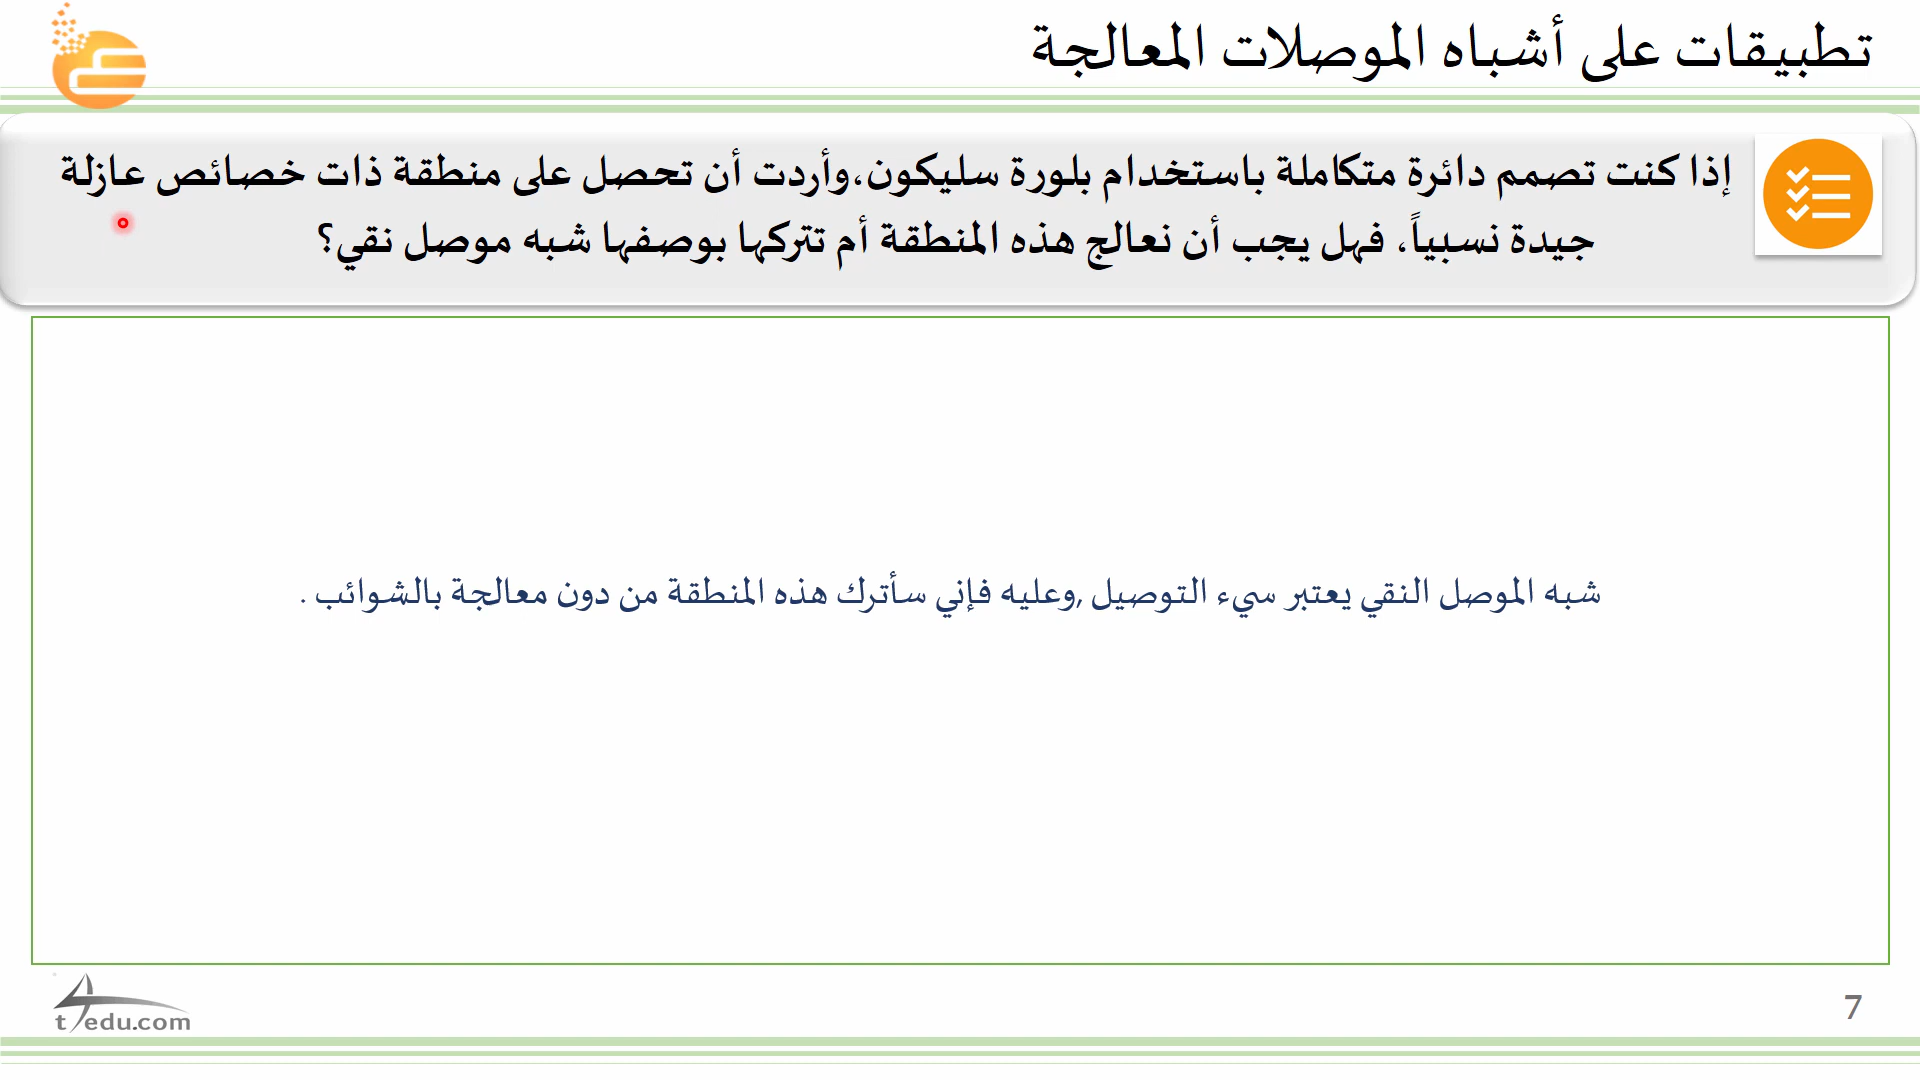 تطبيقات على أشباه الموصلات المعالجة
إذا كنت تصمم دائرة متكاملة باستخدام بلورة سليكون،وأردت أن تحصل على منطقة ذات خصائص عازلة
جيدة نسبياً، فهل يجب أن نعالج هذه المنطقة أم تتركها بوصفها شبه موصل نقي؟
شبه الموصل النقي يعتبر سيء التوصيل ,وعليه فإني سأترك هذه المنطقة من دون معالجة بالشوائب .
t4edu.com
7